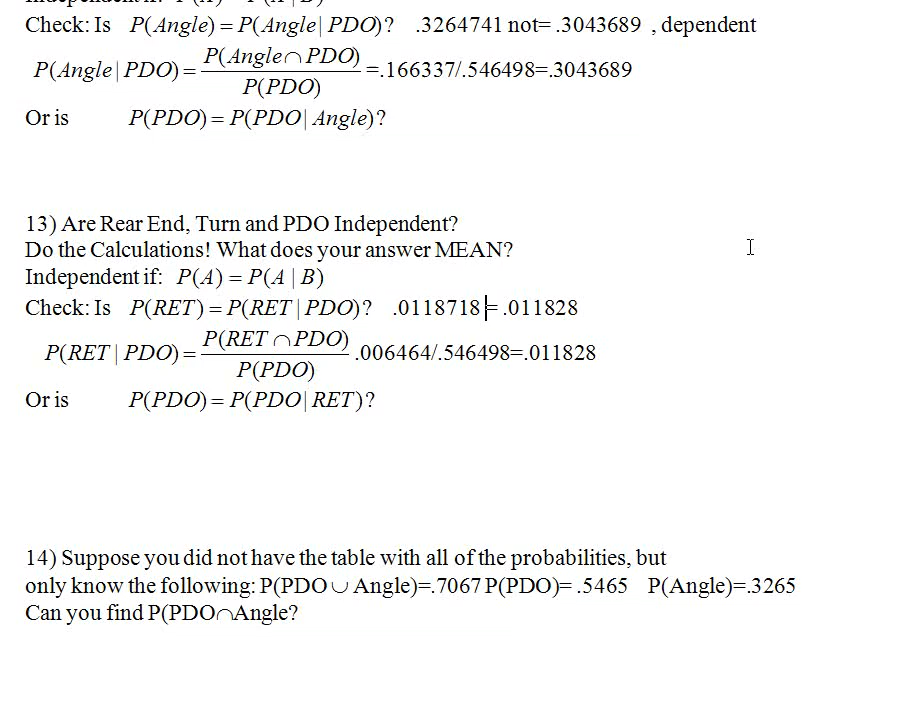 Check: Is P(Angle) = P(Angle | PDO)? .3264741 not= .3043689 , dependent
P(Angle | PDO) = P(Angle ∩ PDO) / P(PDO) =.166337/.546498=.3043689
Or is P(PDO) = P(PDO | Angle)?
13) Are Rear End, Turn and PDO Independent?
Do the Calculations! What does your answer MEAN?
Independent if: P(A) = P(A | B)
Check: Is P(RET) = P(RET | PDO)? .0118718 = .011828
P(RET | PDO) = P(RET ∩ PDO) / P(PDO) .006464/.546498=.011828
Or is P(PDO) = P(PDO | RET)?
14) Suppose you did not have the table with all of the probabilities, but
only know the following: P(PDO ∪ Angle)=.7067 P(PDO)= .5465 P(Angle)=.3265
Can you find P(PDO∩Angle?